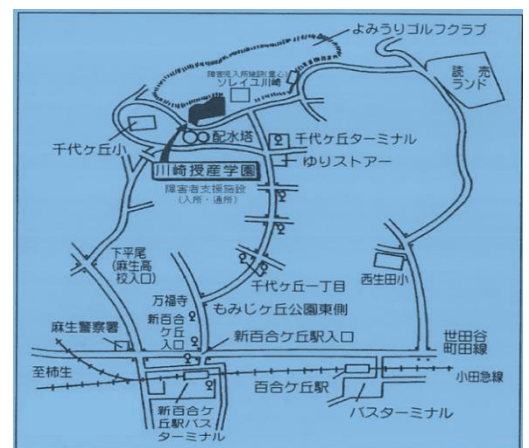 よみうりゴルフクラブ
障害児入所施設(重心)
ソレイユ川崎
読売
ランド
配水塔
千代ヶ丘ターミナル
千代ヶ丘小
ゆりストアー
川崎授産学園
障害者支援施設
(入所・通所)
下平尾
(麻生高
校入口)
西生田小
千代ヶ丘一丁目
万福寺
もみじヶ丘公園東側
新百合
ケ丘
入口
麻生警察署
新百合ケ丘駅入口
世田谷
町田線
至柿生
百合ケ丘駅
小田急線
新百合ケ
丘駅バス
ターミナル
バスターミナル